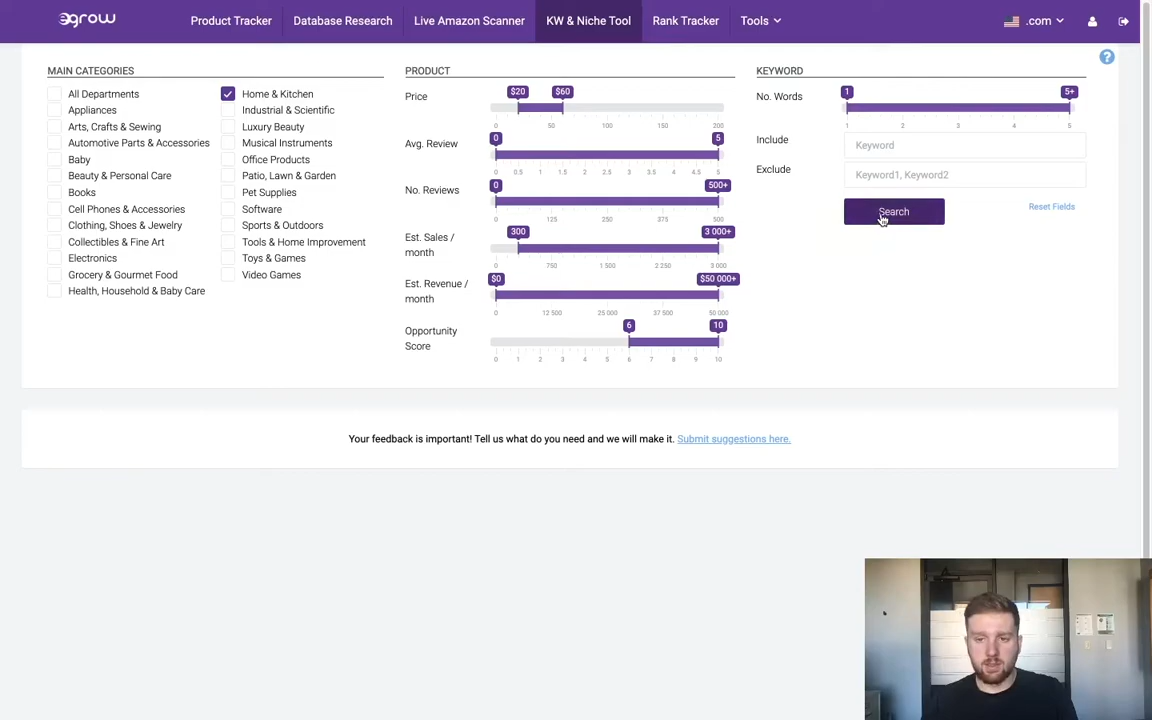 egrow
Product Tracker
Database Research
Live Amazon Scanner
KW & Niche Tool
Rank Tracker
Tools
.com
MAIN CATEGORIES
All Departments
Appliances
Arts, Crafts & Sewing
Automotive Parts & Accessories
Baby
Beauty & Personal Care
Books
Cell Phones & Accessories
Clothing, Shoes & Jewelry
Collectibles & Fine Art
Electronics
Grocery & Gourmet Food
Health, Household & Baby Care
Home & Kitchen
Industrial & Scientific
Luxury Beauty
Musical Instruments
Office Products
Patio, Lawn & Garden
Pet Supplies
Software
Sports & Outdoors
Tools & Home Improvement
Toys & Games
Video Games
PRODUCT
Price
$20 $60
0 50 100 150 200
Avg. Review
0 5
0 0.5 1 1.5 2 2.5 3 3.5 4 4.5 5
No. Reviews
0 500+
0 125 250 375 500
Est. Sales /
month
300 3 000+
0 750 1 500 2 250 3 000
Est. Revenue /
month
$0 $50 000+
0 12 500 25 000 37 500 50 000
Opportunity
Score
6 10
0 1 2 3 4 5 6 7 8 9 10
KEYWORD
No. Words
1 5+
1 2 3 4 5
Include
Keyword
Exclude
Keyword1, Keyword2
Search
Reset Fields
?
Your feedback is important! Tell us what do you need and we will make it. Submit suggestions here.